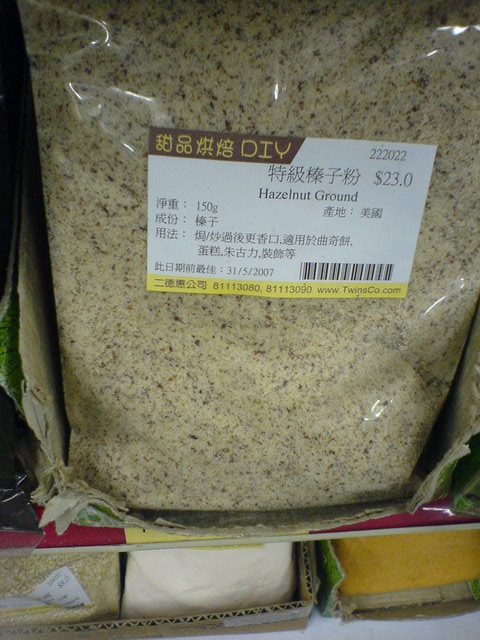 甜品烘焙 DIY
222022
特級榛子粉 $23.0
Hazelnut Ground
淨重： 150g 產地： 美國
成份： 榛子
用法： 焗/炒過後更香口,適用於曲奇餅,
蛋糕,朱古力,裝飾等
此日期前最佳：31/5/2007
二德惠公司 81113080, 81113090 www.TwinsCo.com